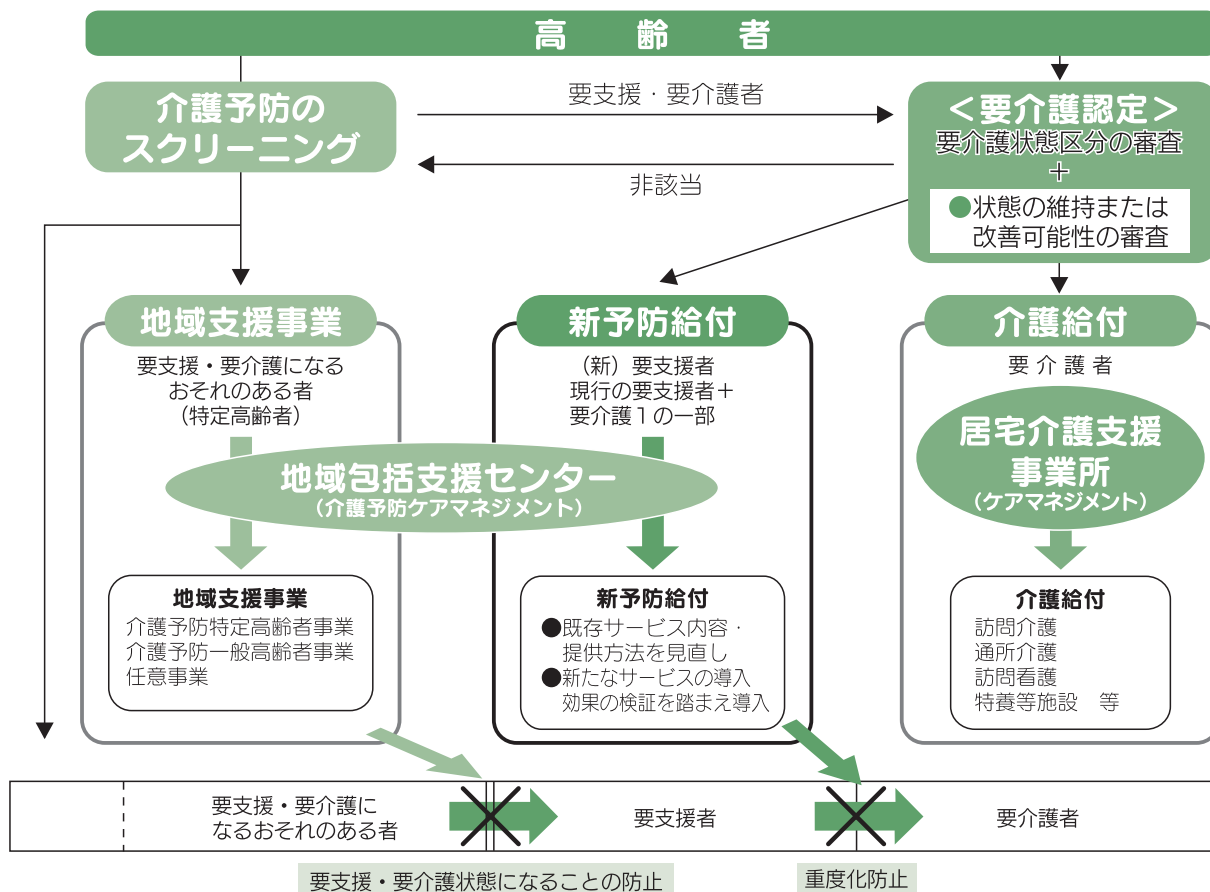 高齢者
介護予防の
スクリーニング
要支援・要介護者
非該当
＜要介護認定＞
要介護状態区分の審査
＋
●状態の維持または
改善可能性の審査
地域支援事業
要支援・要介護になる
おそれのある者
（特定高齢者）
新予防給付
（新）要支援者
現行の要支援者＋
要介護１の一部
介護給付
要介護者
地域包括支援センター
（介護予防ケアマネジメント）
居宅介護支援
事業所
（ケアマネジメント）
地域支援事業
介護予防特定高齢者事業
介護予防一般高齢者事業
任意事業
新予防給付
●既存サービス内容・
提供方法を見直し
●新たなサービスの導入
効果の検証を踏まえ導入
介護給付
訪問介護
通所介護
訪問看護
特養等施設　等
要支援・要介護に
なるおそれのある者
要支援者
要介護者
要支援・要介護状態になることの防止
重度化防止